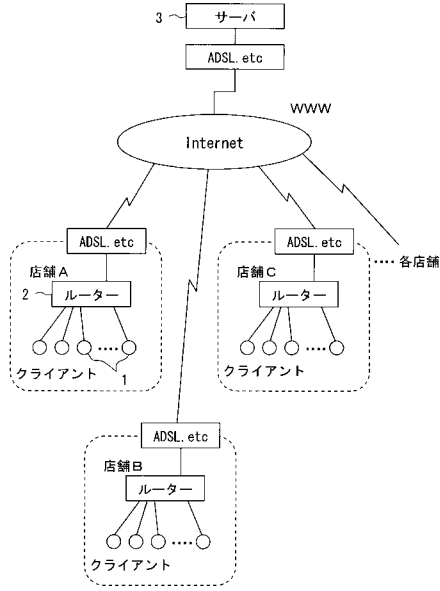 3
サーバ
ADSL.etc
WWW
Internet
ADSL.etc
店舗A
2
ルーター
‥‥
1
クライアント
ADSL.etc
店舗C
ルーター
‥‥
クライアント
‥‥各店舗
ADSL.etc
店舗B
ルーター
‥‥
クライアント